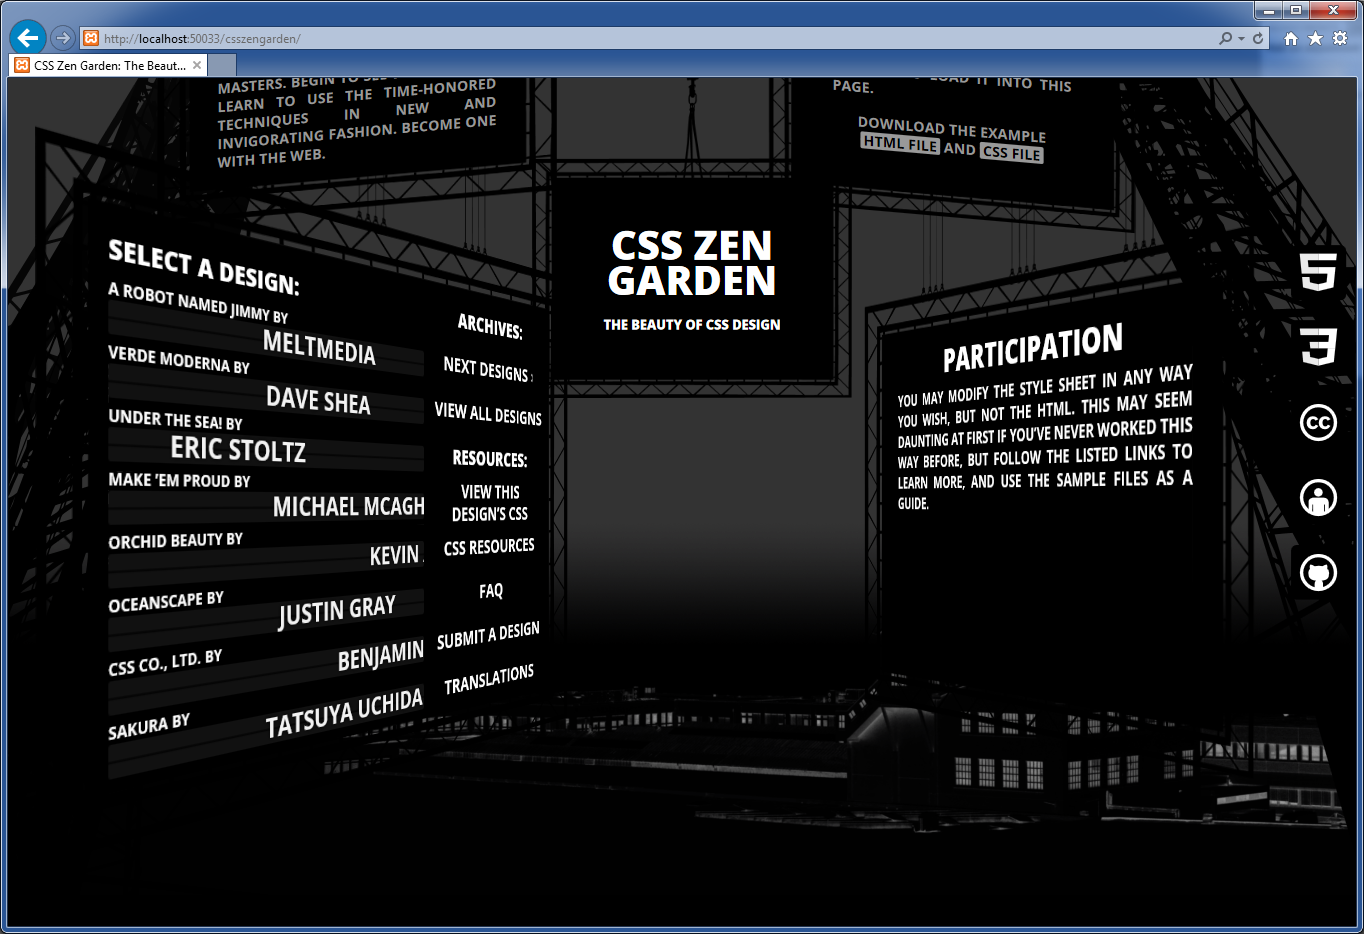 http://localhost:50033/csszengarden/
CSS Zen Garden: The Beaut...
MASTERS. BEGIN TO
LEARN TO USE THE TIME-HONORED
TECHNIQUES IN NEW AND
INVIGORATING FASHION. BECOME ONE
WITH THE WEB.
IT INTO THIS
PAGE.
DOWNLOAD THE EXAMPLE
HTML FILE AND CSS FILE
CSS ZEN
GARDEN
THE BEAUTY OF CSS DESIGN
SELECT A DESIGN:
A ROBOT NAMED JIMMY BY
MELTMEDIA
VERDE MODERNA BY
DAVE SHEA
UNDER THE SEA! BY
ERIC STOLTZ
MAKE 'EM PROUD BY
MICHAEL MCAGH
ORCHID BEAUTY BY
KEVIN
OCEANSCAPE BY
JUSTIN GRAY
CSS CO., LTD. BY
BENJAMIN
SAKURA BY
TATSUYA UCHIDA
ARCHIVES:
NEXT DESIGNS ›
VIEW ALL DESIGNS
RESOURCES:
VIEW THIS
DESIGN'S CSS
CSS RESOURCES
FAQ
SUBMIT A DESIGN
TRANSLATIONS
PARTICIPATION
YOU MAY MODIFY THE STYLE SHEET IN ANY WAY
YOU WISH, BUT NOT THE HTML. THIS MAY SEEM
DAUNTING AT FIRST IF YOU'VE NEVER WORKED THIS
WAY BEFORE, BUT FOLLOW THE LISTED LINKS TO
LEARN MORE, AND USE THE SAMPLE FILES AS A
GUIDE.
5
3
CC